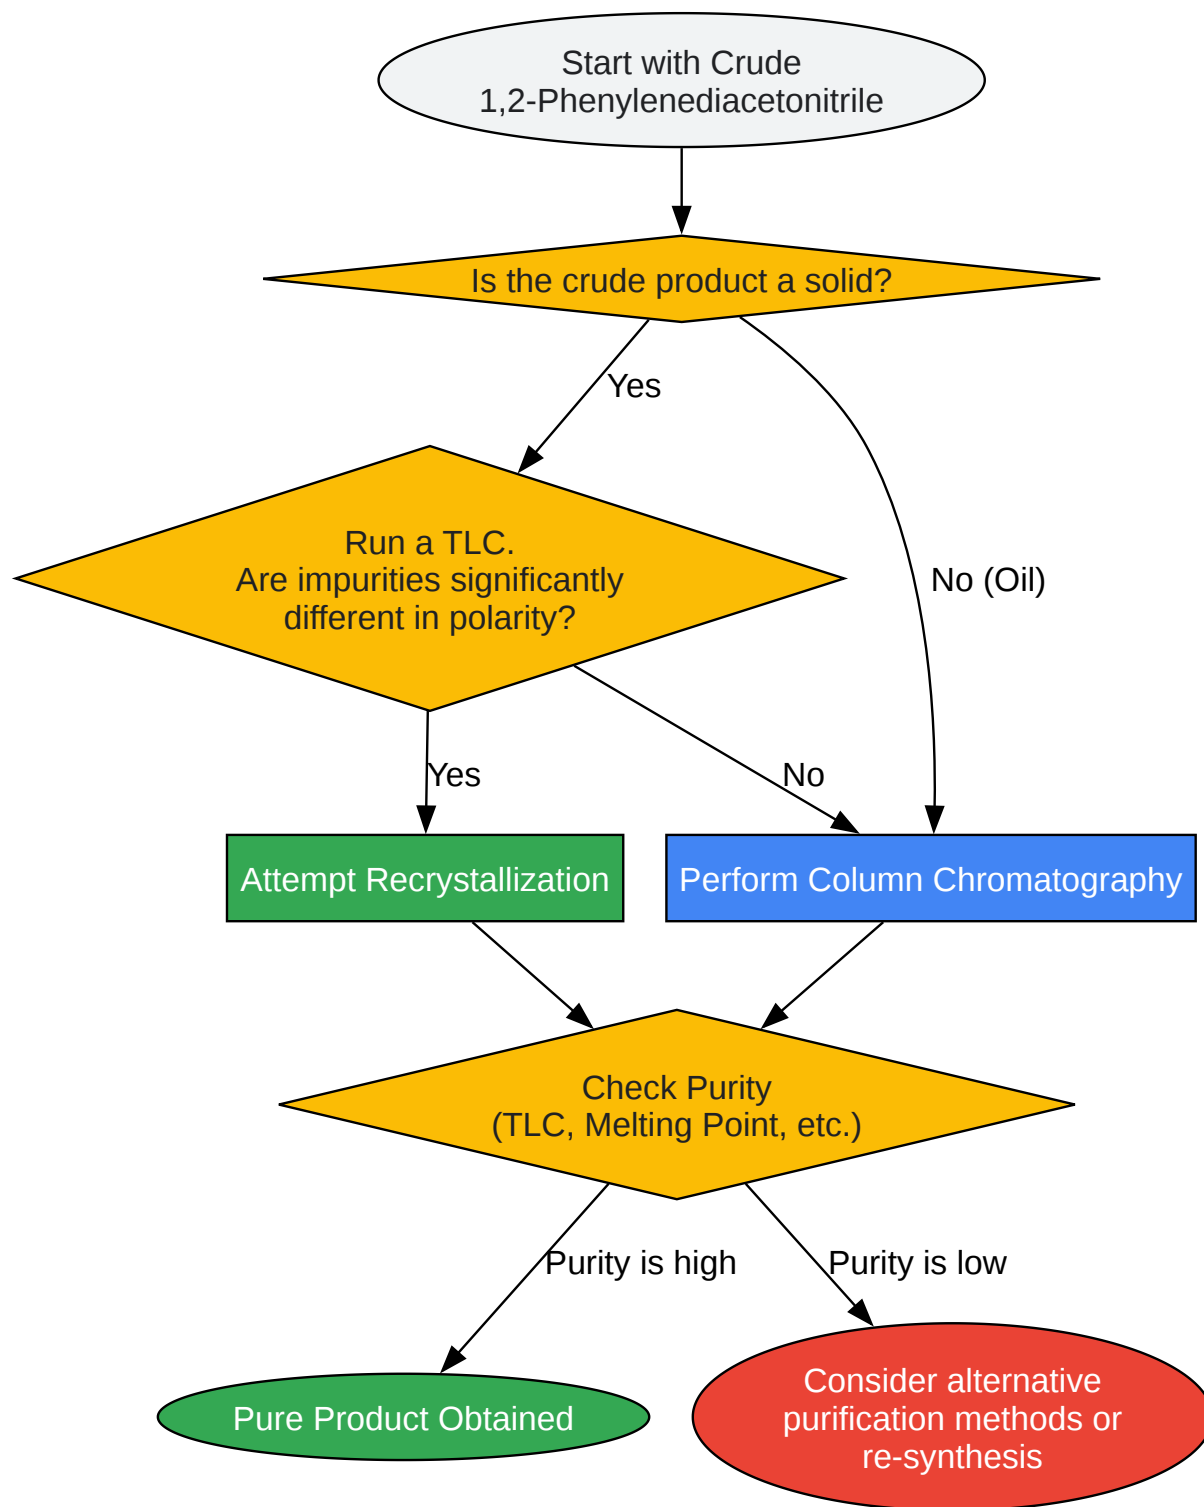 Start with Crude
1,2-Phenylenediacetonitrile
Is the crude product a solid?
Yes
No (Oil)
Run a TLC.
Are impurities significantly
different in polarity?
Yes
No
Attempt Recrystallization
Perform Column Chromatography
Check Purity
(TLC, Melting Point, etc.)
Purity is high
Purity is low
Pure Product Obtained
Consider alternative
purification methods or
re-synthesis